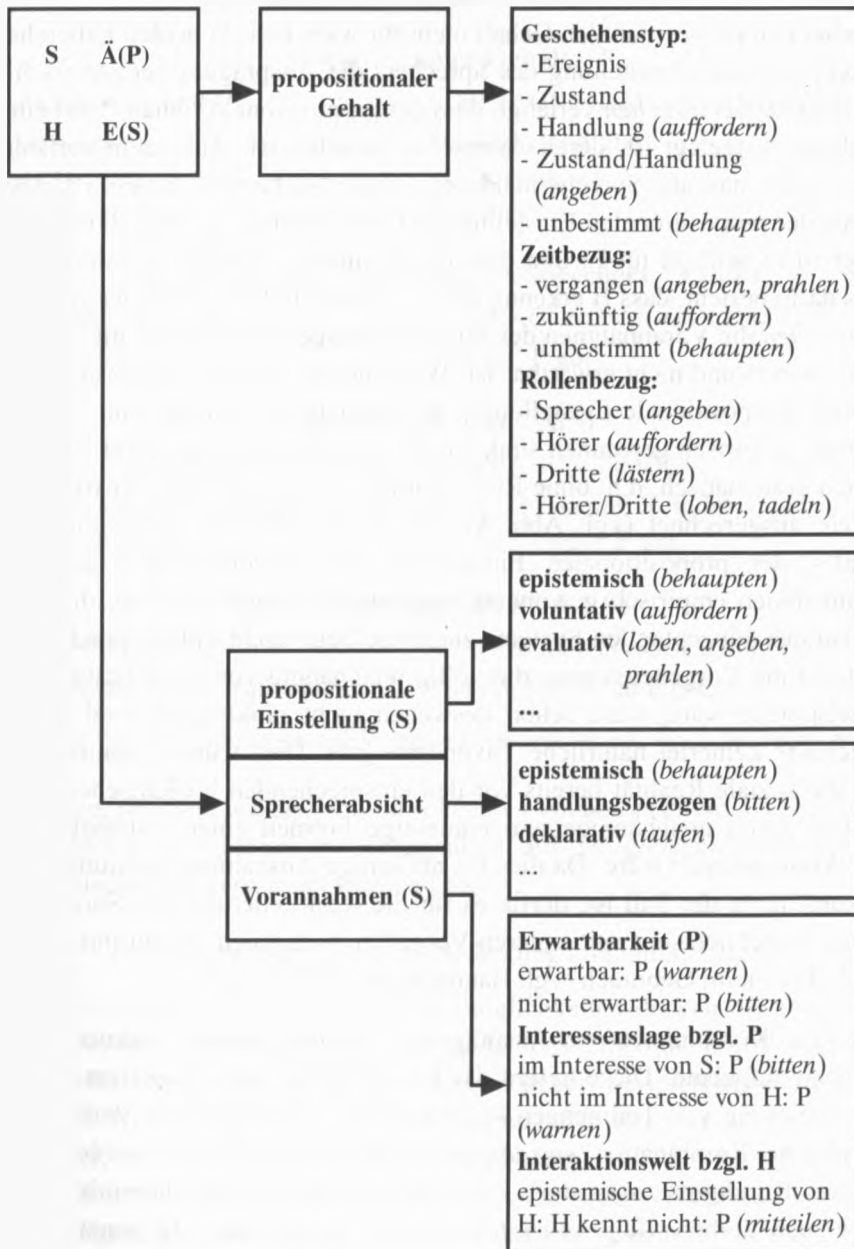 S Ä(P)
H E(S)
propositionaler
Gehalt
Geschehenstyp:
- Ereignis
- Zustand
- Handlung (auffordern)
- Zustand/Handlung
(angeben)
- unbestimmt (behaupten)
Zeitbezug:
- vergangen (angeben, prahlen)
- zukünftig (auffordern)
- unbestimmt (behaupten)
Rollenbezug:
- Sprecher (angeben)
- Hörer (auffordern)
- Dritte (lästern)
- Hörer/Dritte (loben, tadeln)
propositionale
Einstellung (S)
epistemisch (behaupten)
voluntativ (auffordern)
evaluativ (loben, angeben,
prahlen)
...
Sprecherabsicht
epistemisch (behaupten)
handlungsbezogen (bitten)
deklarativ (taufen)
...
Vorannahmen (S)
Erwartbarkeit (P)
erwartbar: P (warnen)
nicht erwartbar: P (bitten)
Interessenslage bzgl. P
im Interesse von S: P (bitten)
nicht im Interesse von H: P
(warnen)
Interaktionswelt bzgl. H
epistemische Einstellung von
H: H kennt nicht: P (mitteilen)